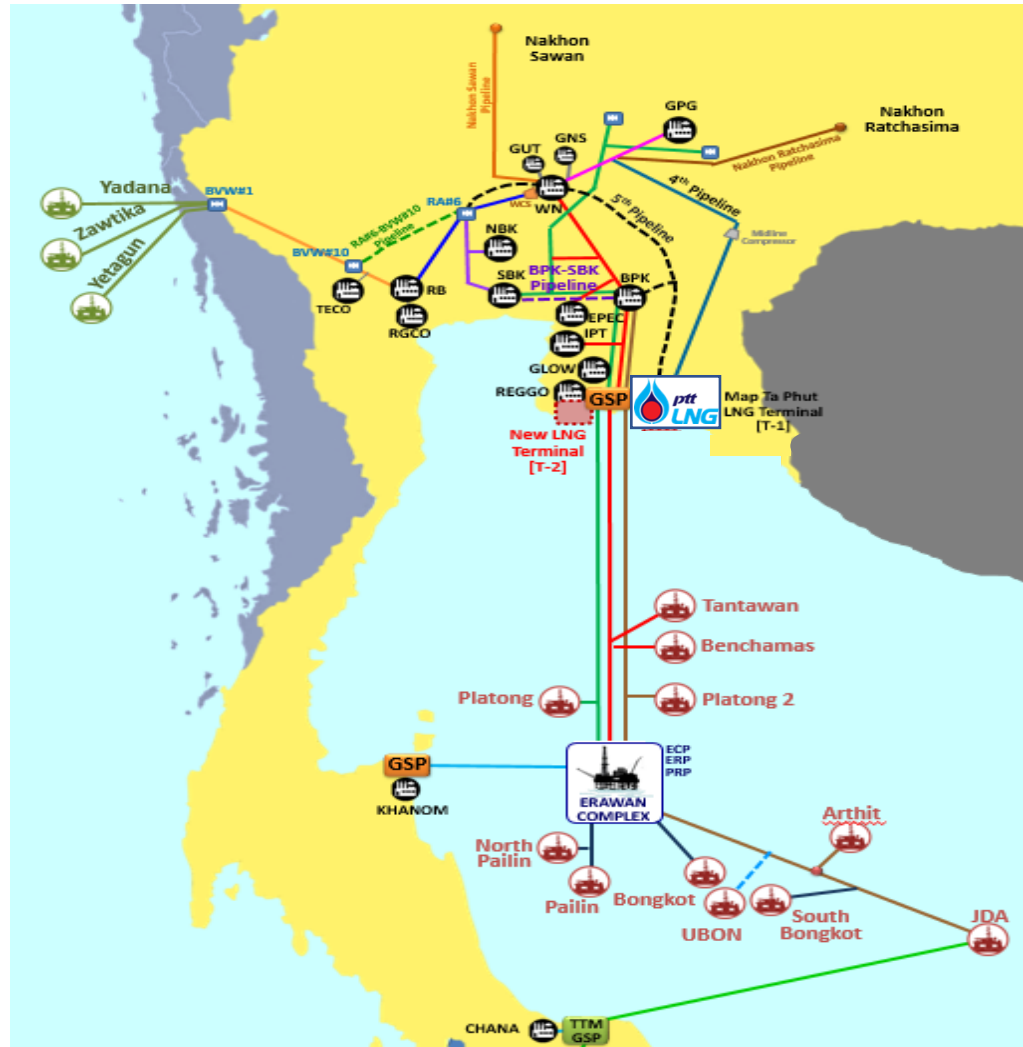 Nakhon
Sawan
Nakhon Sawan
Pipeline
GPG
Nakhon
Ratchasima
Nakhon Ratchasima
Pipeline
GUT
GNS
WCS
WN
4th Pipeline
5th Pipeline
Midline
Compressor
Yadana
Zawtika
Yetagun
BVW#1
RA#6
RA#6-BVW#10
Pipeline
BVW#10
NBK
SBK
BPK-SBK
Pipeline
BPK
TECO
RB
RGCO
EPEC
IPT
GLOW
REGGO
GSP
ptt
LNG
Map Ta Phut
LNG Terminal
[T-1]
New LNG
Terminal
[T-2]
Tantawan
Benchamas
Platong
Platong 2
GSP
KHANOM
ERAWAN
COMPLEX
ECP
ERP
PRP
North
Pailin
Pailin
Bongkot
UBON
South
Bongkot
Arthit
JDA
CHANA
TTM
GSP